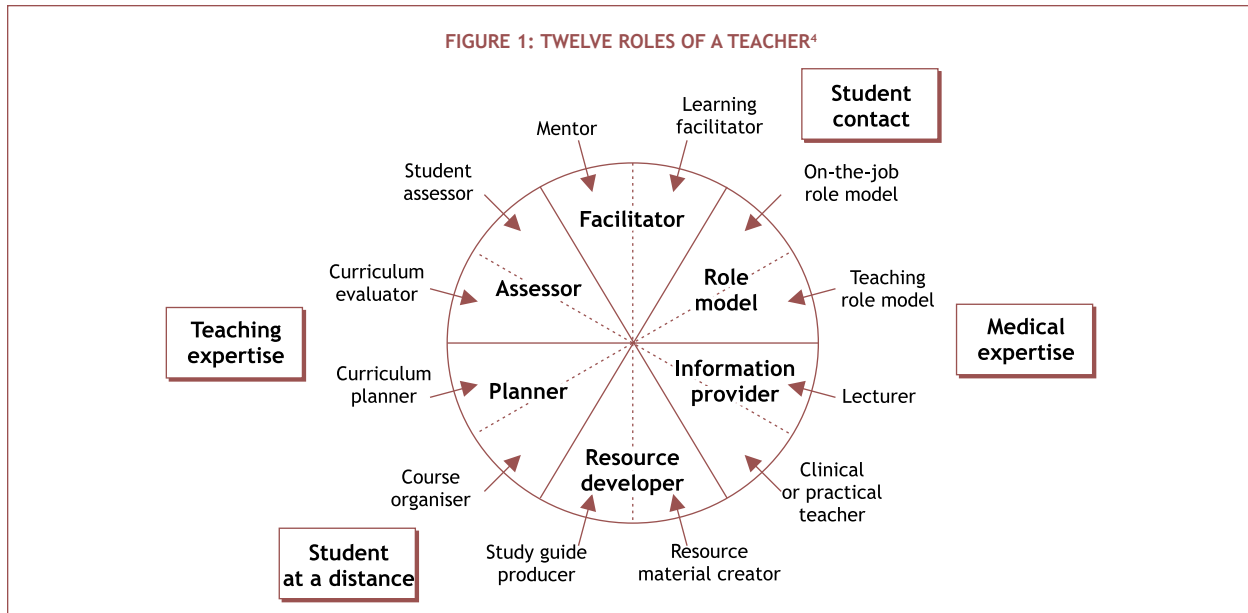 FIGURE 1: TWELVE ROLES OF A TEACHER⁴
Student
contact
Mentor
Learning
facilitator
Student
assessor
On-the-job
role model
Facilitator
Curriculum
evaluator
Assessor
Role
model
Teaching
role model
Teaching
expertise
Medical
expertise
Curriculum
planner
Planner
Information
provider
Lecturer
Course
organiser
Resource
developer
Clinical
or practical
teacher
Student
at a distance
Study guide
producer
Resource
material creator